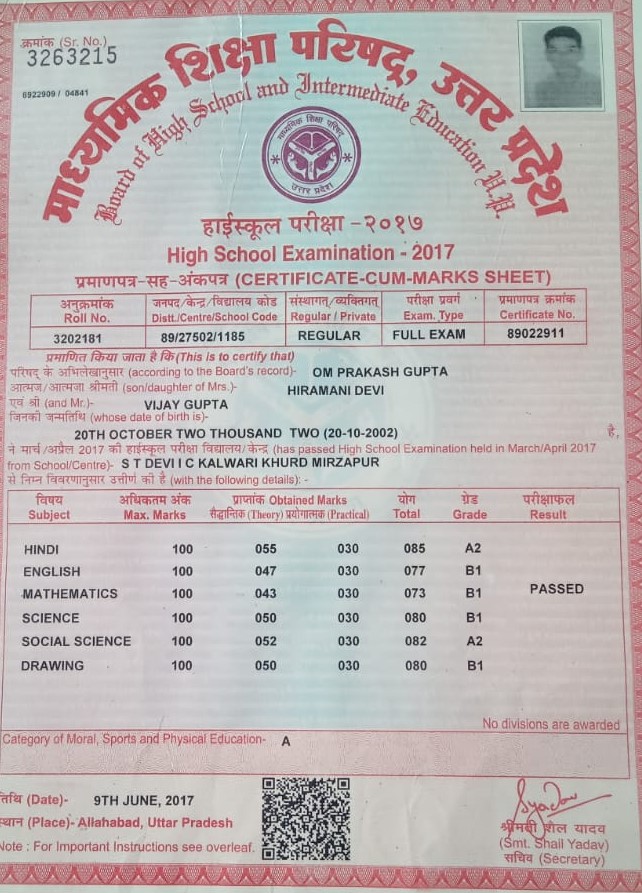 क्रमांक (Sr. No.)
3263215
6922909 / 04841
माध्यमिक शिक्षा परिषद्, उत्तर प्रदेश
Board of High School and Intermediate Education U.P.
माध्यमिक शिक्षा परिषद
उत्तर प्रदेश
हाईस्कूल परीक्षा - २०१७
High School Examination - 2017
प्रमाणपत्र-सह-अंकपत्र (CERTIFICATE-CUM-MARKS SHEET)
अनुक्रमांक जनपद/केन्द्र/विद्यालय कोड संस्थागत/व्यक्तिगत परीक्षा प्रवर्ग प्रमाणपत्र क्रमांक
Roll No. Distt./Centre/School Code Regular / Private Exam. Type Certificate No.
3202181 89/27502/1185 REGULAR FULL EXAM 89022911
प्रमाणित किया जाता है कि (This is to certify that)
परिषद् के अभिलेखानुसार (according to the Board's record)- OM PRAKASH GUPTA
आत्मज/आत्मजा श्रीमती (son/daughter of Mrs.)- HIRAMANI DEVI
एवं श्री (and Mr.)- VIJAY GUPTA
जिनकी जन्मतिथि (whose date of birth is)-
20TH OCTOBER TWO THOUSAND TWO (20-10-2002) है,
ने मार्च/अप्रैल 2017 की हाईस्कूल परीक्षा विद्यालय/केन्द्र (has passed High School Examination held in March/April 2017
from School/Centre)- S T DEVI I C KALWARI KHURD MIRZAPUR
से निम्न विवरणानुसार उत्तीर्ण की है (with the following details): -
विषय अधिकतम अंक प्राप्तांक Obtained Marks योग ग्रेड परीक्षाफल
Subject Max. Marks सैद्धान्तिक (Theory) प्रयोगात्मक (Practical) Total Grade Result
HINDI 100 055 030 085 A2
ENGLISH 100 047 030 077 B1
MATHEMATICS 100 043 030 073 B1 PASSED
SCIENCE 100 050 030 080 B1
SOCIAL SCIENCE 100 052 030 082 A2
DRAWING 100 050 030 080 B1
No divisions are awarded
Category of Moral, Sports and Physical Education- A
तिथि (Date)- 9TH JUNE, 2017
स्थान (Place)- Allahabad, Uttar Pradesh
Note : For Important Instructions see overleaf.
Syadav
श्रीमती शैल यादव
(Smt. Shail Yadav)
सचिव (Secretary)